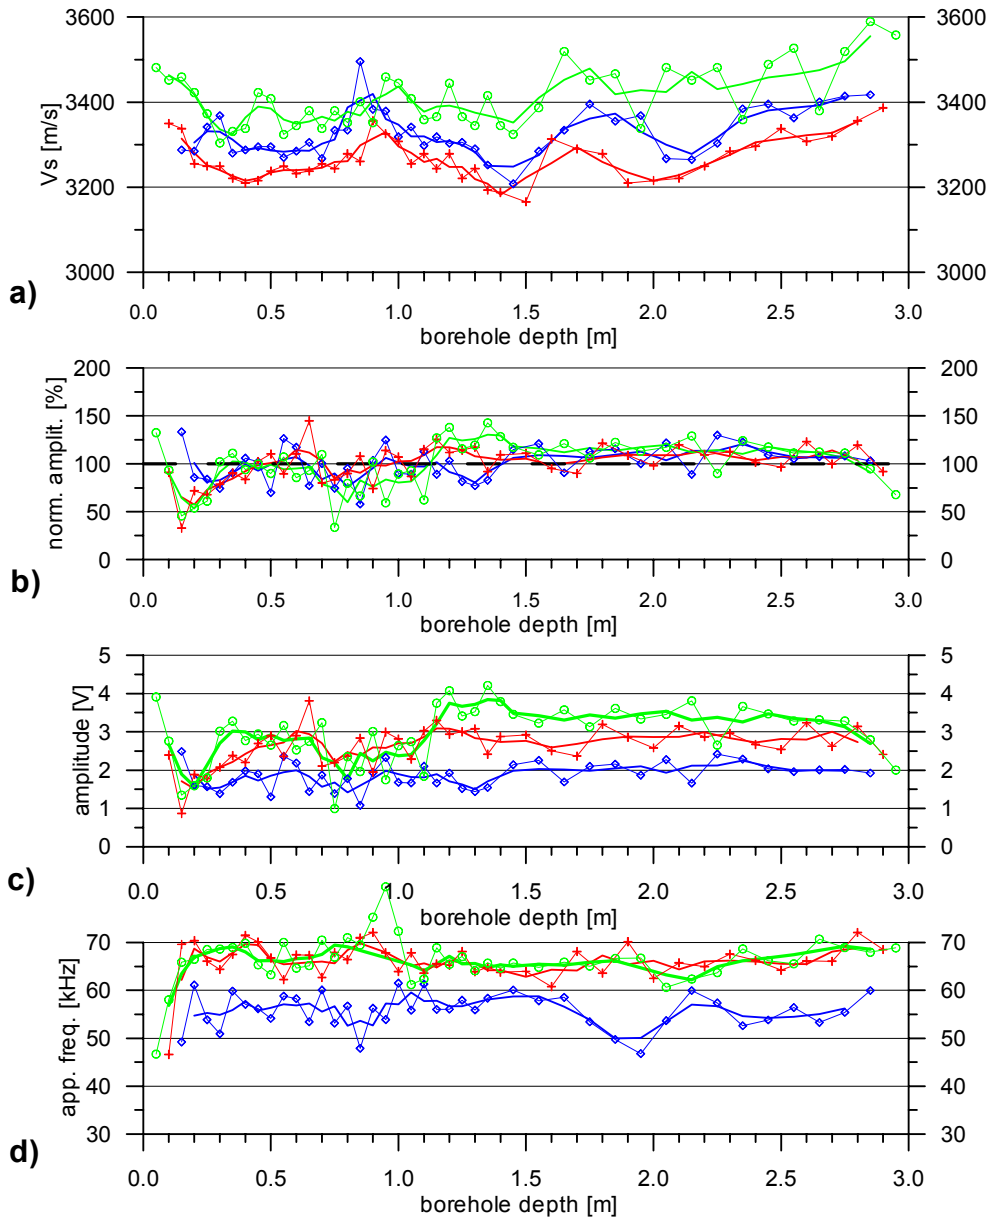 3600 3600
3400 3400
3200 3200
3000 3000
Vs [m/s]
a)
0.0 0.5 1.0 1.5 2.0 2.5 3.0
borehole depth [m]
200 200
150 150
100 100
50 50
0 0
norm. amplit. [%]
b)
0.0 0.5 1.0 1.5 2.0 2.5 3.0
borehole depth [m]
5 5
4 4
3 3
2 2
1 1
0 0
amplitude [V]
c)
0.0 0.5 1.0 1.5 2.0 2.5 3.0
borehole depth [m]
70 70
60 60
50 50
40 40
30 30
app. freq. [kHz]
d)
0.0 0.5 1.0 1.5 2.0 2.5 3.0
borehole depth [m]